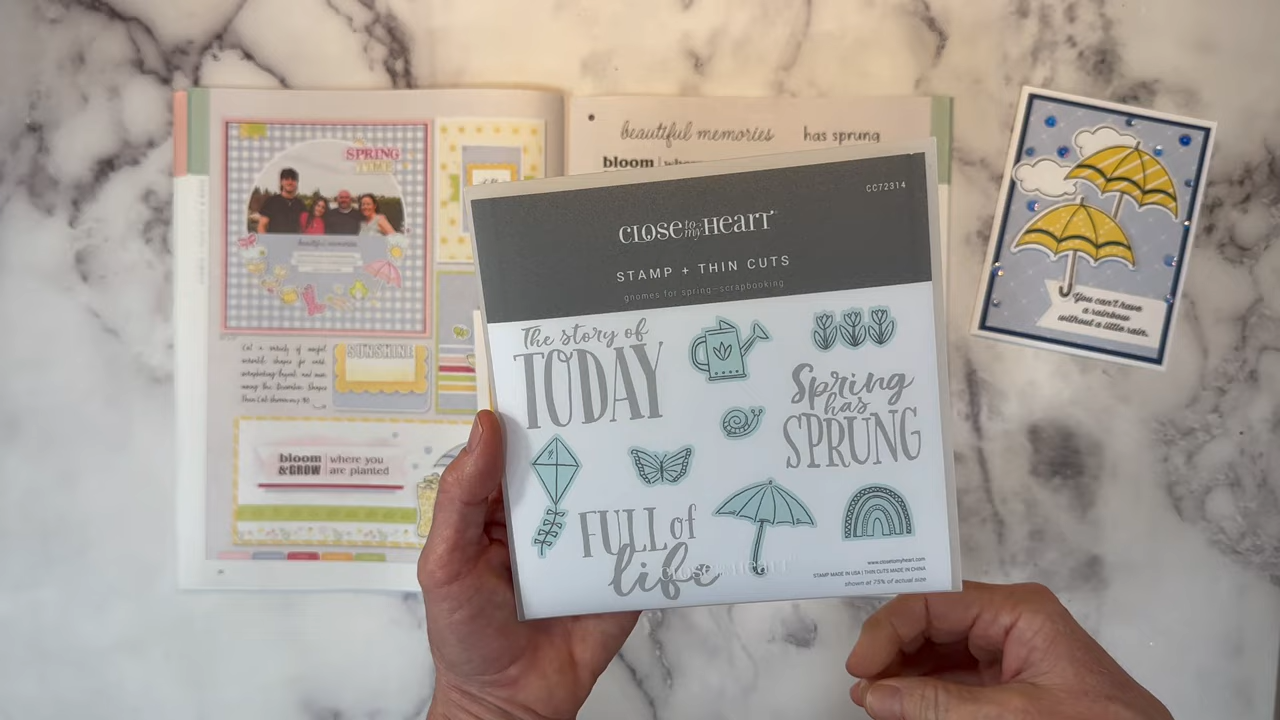 SPRING
TIME
beautiful memories
SUNSHINE
bloom
&GROW
where you
are planted
beautiful memories
has sprung
bloom
CC72314
CLOSE to my HEART
STAMP + THIN CUTS
gnomes for spring—scrapbooking
The story of
TODAY
Spring
has
SPRUNG
FULL of
life
www.closetomyheart.com
STAMP MADE IN USA | THIN CUTS MADE IN CHINA
shown at 75% of actual size
You can't have
a rainbow
without a little rain.